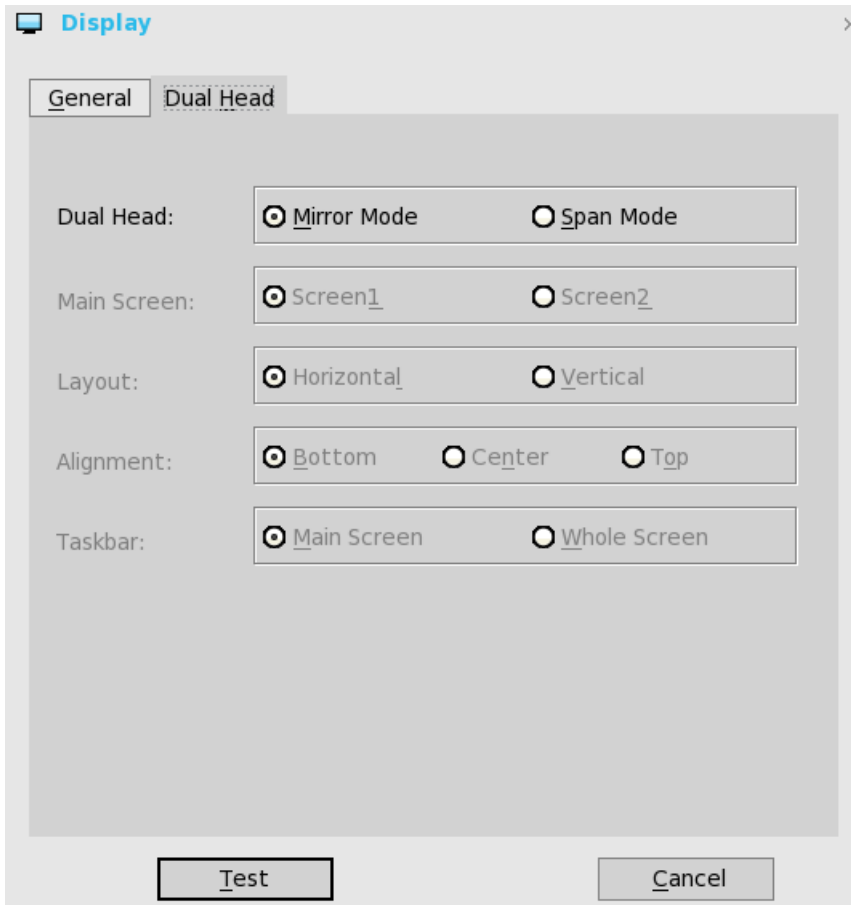 Display
General Dual Head
Dual Head: Mirror Mode Span Mode
Main Screen: Screen1 Screen2
Layout: Horizontal Vertical
Alignment: Bottom Center Top
Taskbar: Main Screen Whole Screen
Test Cancel